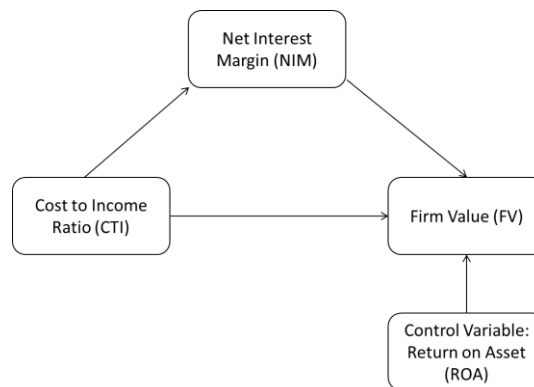 Net Interest
Margin (NIM)
Cost to Income
Ratio (CTI)
Firm Value (FV)
Control Variable:
Return on Asset
(ROA)